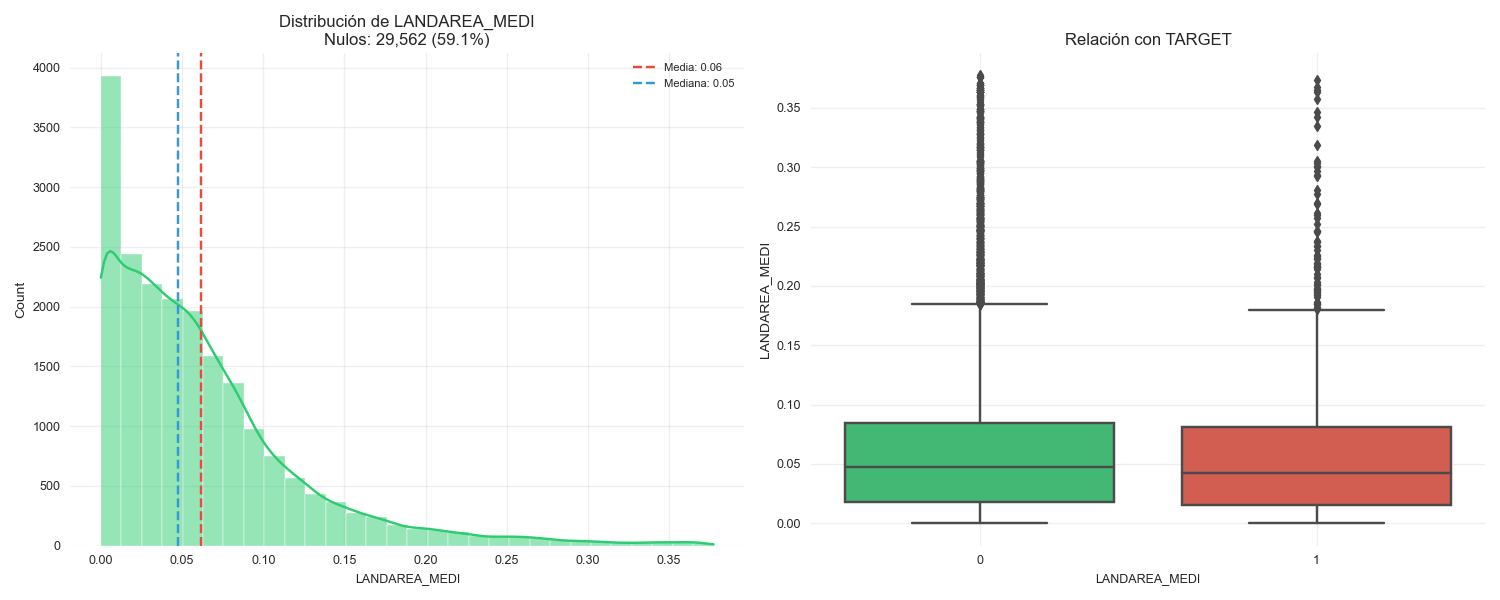 Distribución de LANDAREA_MEDI
Nulos: 29,562 (59.1%)
Media: 0.06
Mediana: 0.05
4000
3500
3000
2500
2000
1500
1000
500
0
Count
0.00 0.05 0.10 0.15 0.20 0.25 0.30 0.35
LANDAREA_MEDI
Relación con TARGET
0.35
0.30
0.25
0.20
0.15
0.10
0.05
0.00
LANDAREA_MEDI
0 1
LANDAREA_MEDI